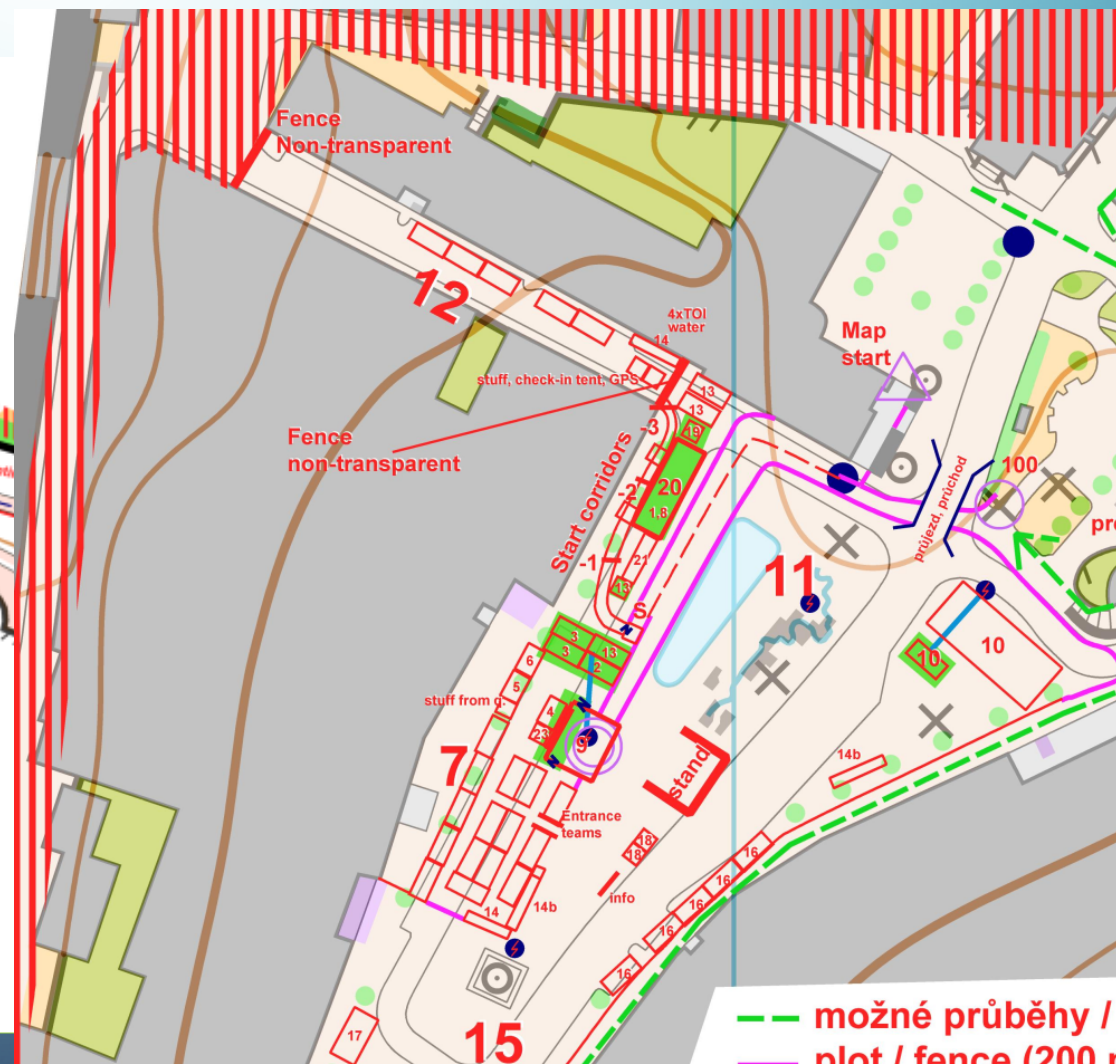 Fence
Non-transparent
12
4xTOI
water
14
stuff, check-in tent, GPS
13
13
19
-3
Map
start
Fence
non-transparent
Start corridors
-2
20
1,8
100
průjezd, průchod
-1
21
13
S
11
3
3
13
2
6
5
stuff from q.
4
23
9
10
10
7
stand
14b
Entrance
teams
18
18
info
16
16
16
16
16
14
14b
17
15
možné průběhy /
plot / fence (200